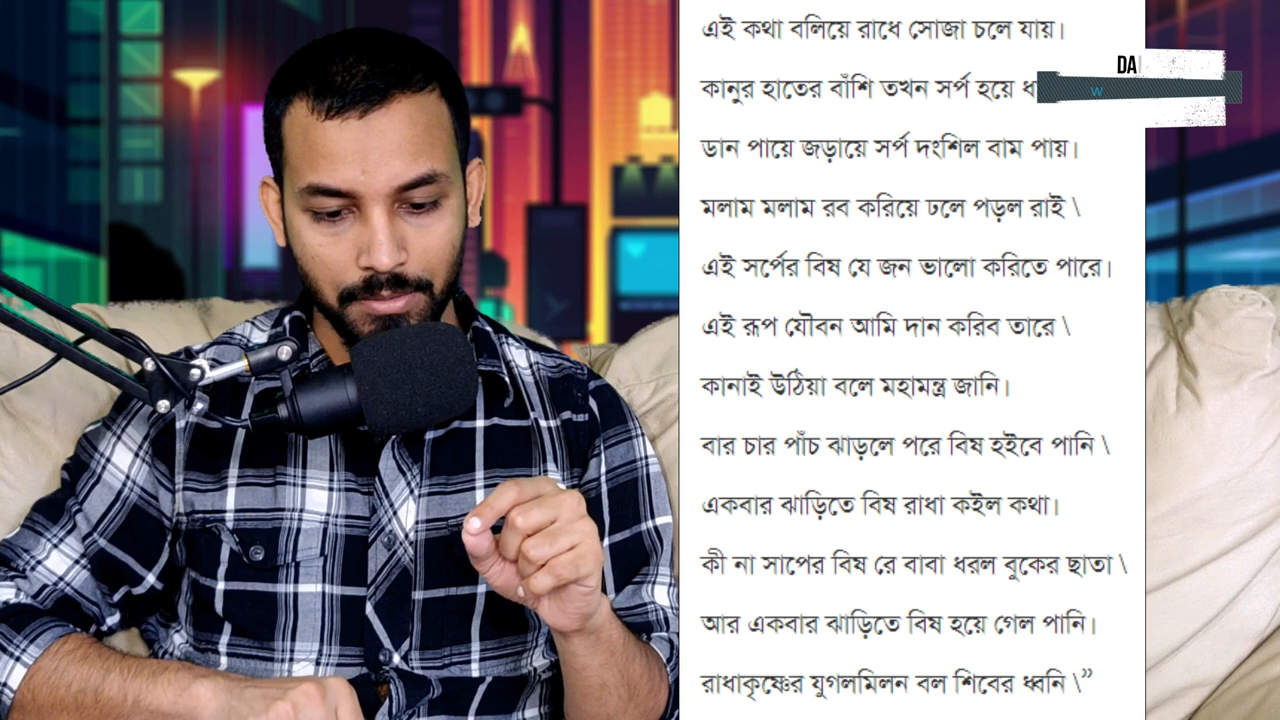 এই কথা বলিয়ে রাধে সোজা চলে যায়।
কানুর হাতের বাঁশি তখন সর্প হয়ে
ডান পায়ে জড়ায়ে সর্প দংশিল বাম পায়।
মলাম মলাম রব করিয়ে ঢলে পড়ল রাই \
এই সর্পের বিষ যে জন ভালো করিতে পারে।
এই রূপ যৌবন আমি দান করিব তারে \
কানাই উঠিয়া বলে মহামন্ত্র জানি।
বার চার পাঁচ ঝাড়লে পরে বিষ হইবে পানি \
একবার ঝাড়িতে বিষ রাধা কইল কথা।
কী না সাপের বিষ রে বাবা ধরল বুকের ছাতা \
আর একবার ঝাড়িতে বিষ হয়ে গেল পানি।
রাধাকৃষ্ণের যুগলমিলন বল শিবের ধ্বনি \”
DA
W